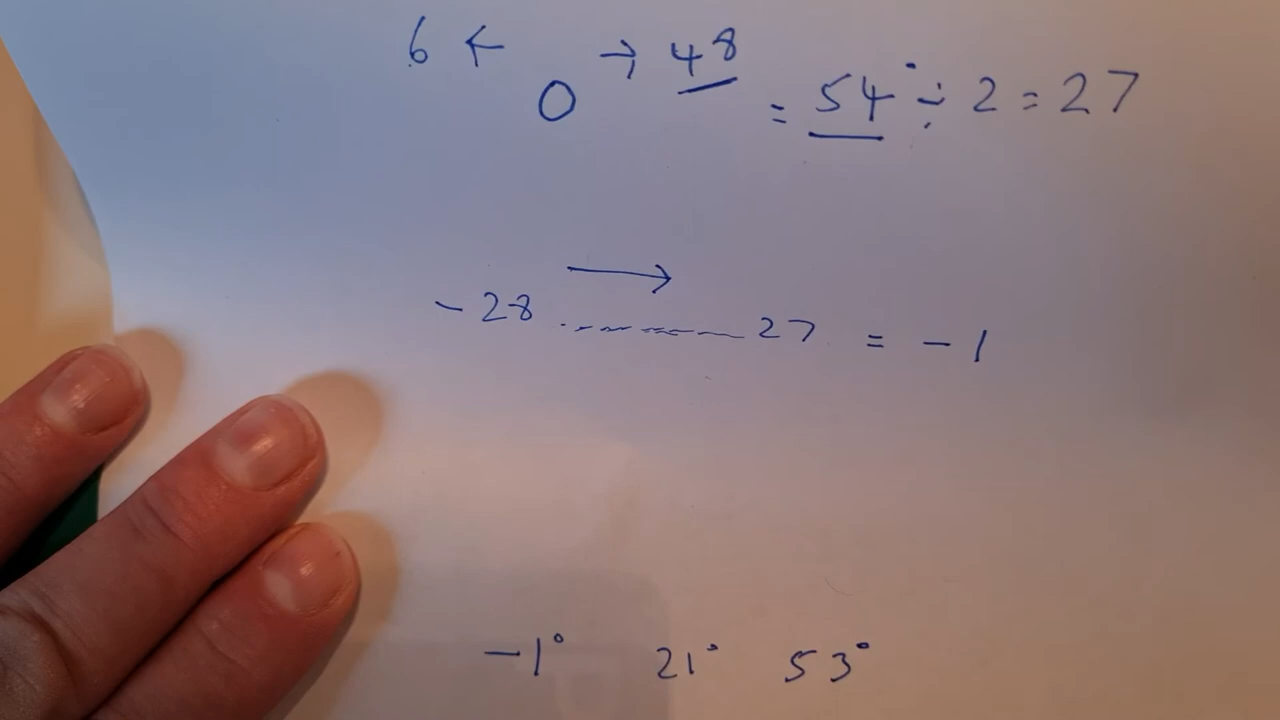 6 ← 0 → 48 = 54° ÷ 2 = 27
→
-28 ------ 27 = -1
-1° 21° 53°